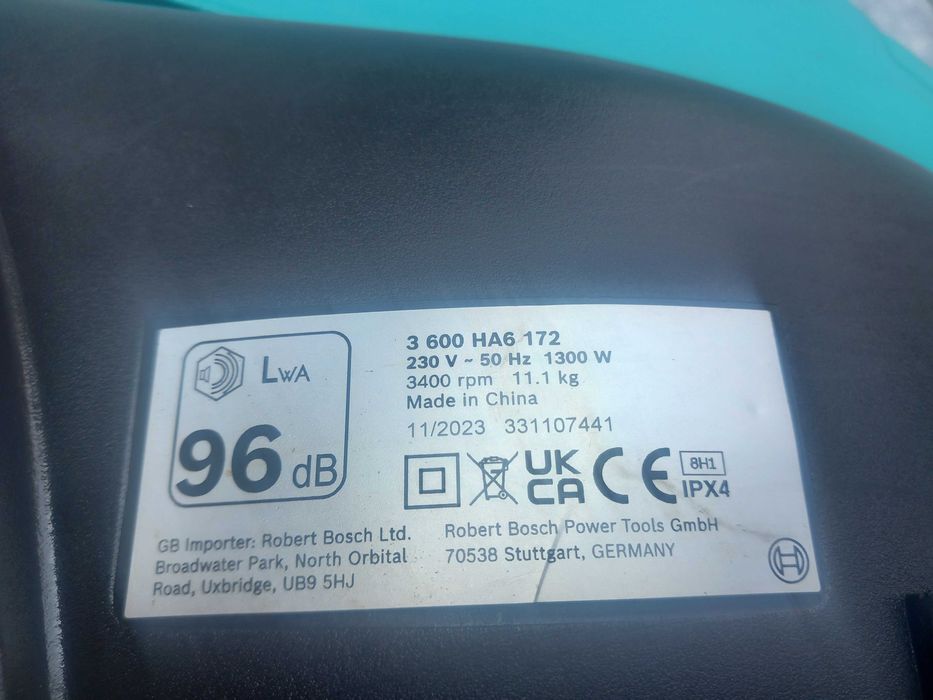 LWA
96 dB
3 600 HA6 172
230 V ~ 50 Hz 1300 W
3400 rpm 11.1 kg
Made in China
11/2023 331107441
UK
CA
CE
8H1
IPX4
GB Importer: Robert Bosch Ltd.
Broadwater Park, North Orbital
Road, Uxbridge, UB9 5HJ
Robert Bosch Power Tools GmbH
70538 Stuttgart, GERMANY